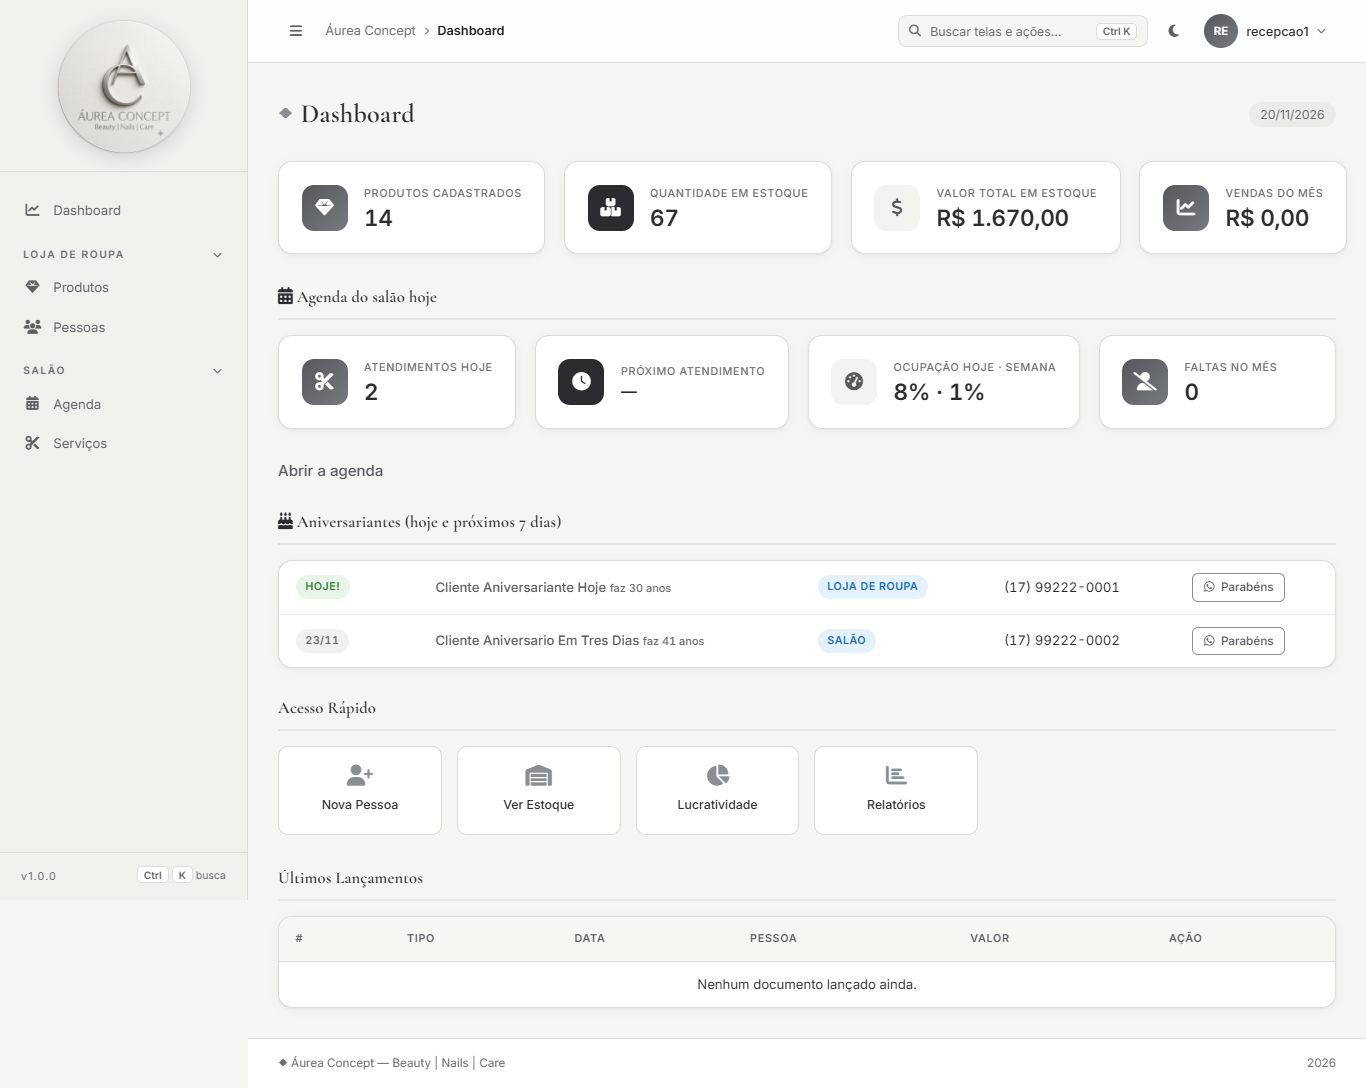 ÁUREA CONCEPT
Beauty | Nails | Care
Áurea Concept › Dashboard
Buscar telas e ações... Ctrl K
RE recepcao1
Dashboard
LOJA DE ROUPA
Produtos
Pessoas
SALÃO
Agenda
Serviços
v1.0.0
Ctrl K busca
Dashboard
20/11/2026
PRODUTOS CADASTRADOS
14
QUANTIDADE EM ESTOQUE
67
VALOR TOTAL EM ESTOQUE
R$ 1.670,00
VENDAS DO MÊS
R$ 0,00
Agenda do salão hoje
ATENDIMENTOS HOJE
2
PRÓXIMO ATENDIMENTO
—
OCUPAÇÃO HOJE · SEMANA
8% · 1%
FALTAS NO MÊS
0
Abrir a agenda
Aniversariantes (hoje e próximos 7 dias)
HOJE! Cliente Aniversariante Hoje faz 30 anos LOJA DE ROUPA (17) 99222-0001 Parabéns
23/11 Cliente Aniversario Em Tres Dias faz 41 anos SALÃO (17) 99222-0002 Parabéns
Acesso Rápido
Nova Pessoa
Ver Estoque
Lucratividade
Relatórios
Últimos Lançamentos
# TIPO DATA PESSOA VALOR AÇÃO
Nenhum documento lançado ainda.
Áurea Concept — Beauty | Nails | Care
2026